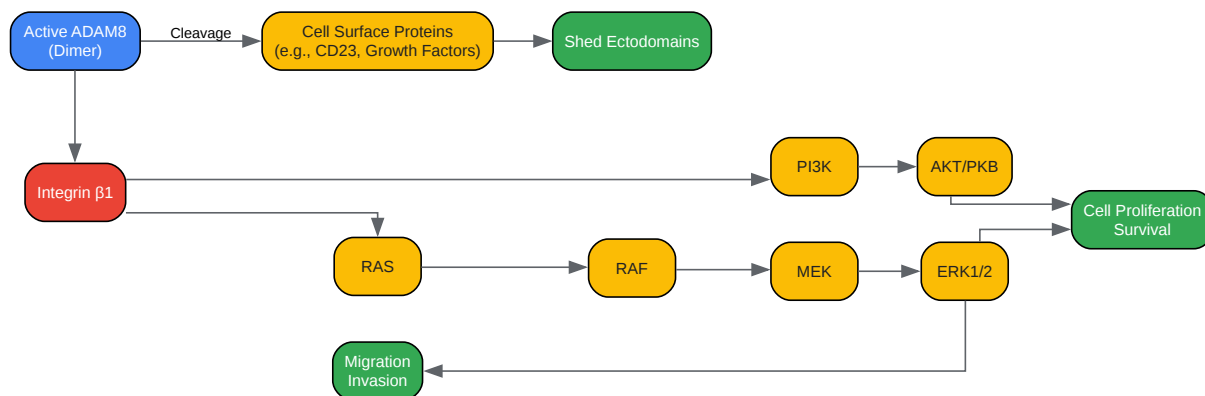 Active ADAM8
(Dimer)
Cleavage
Cell Surface Proteins
(e.g., CD23, Growth Factors)
Shed Ectodomains
Integrin β1
PI3K
AKT/PKB
Cell Proliferation
Survival
RAS
RAF
MEK
ERK1/2
Migration
Invasion